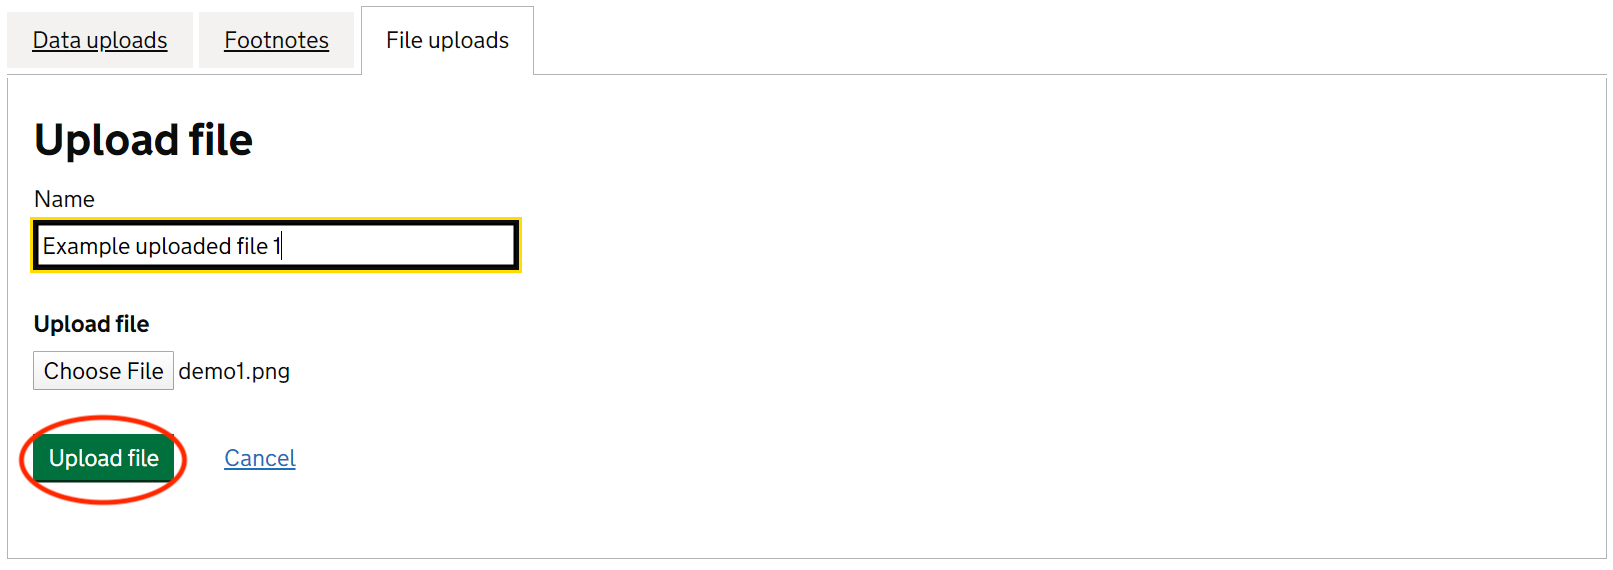 Data uploads Footnotes File uploads
Upload file
Name
Example uploaded file 1
Upload file
Choose File demo1.png
Upload file Cancel